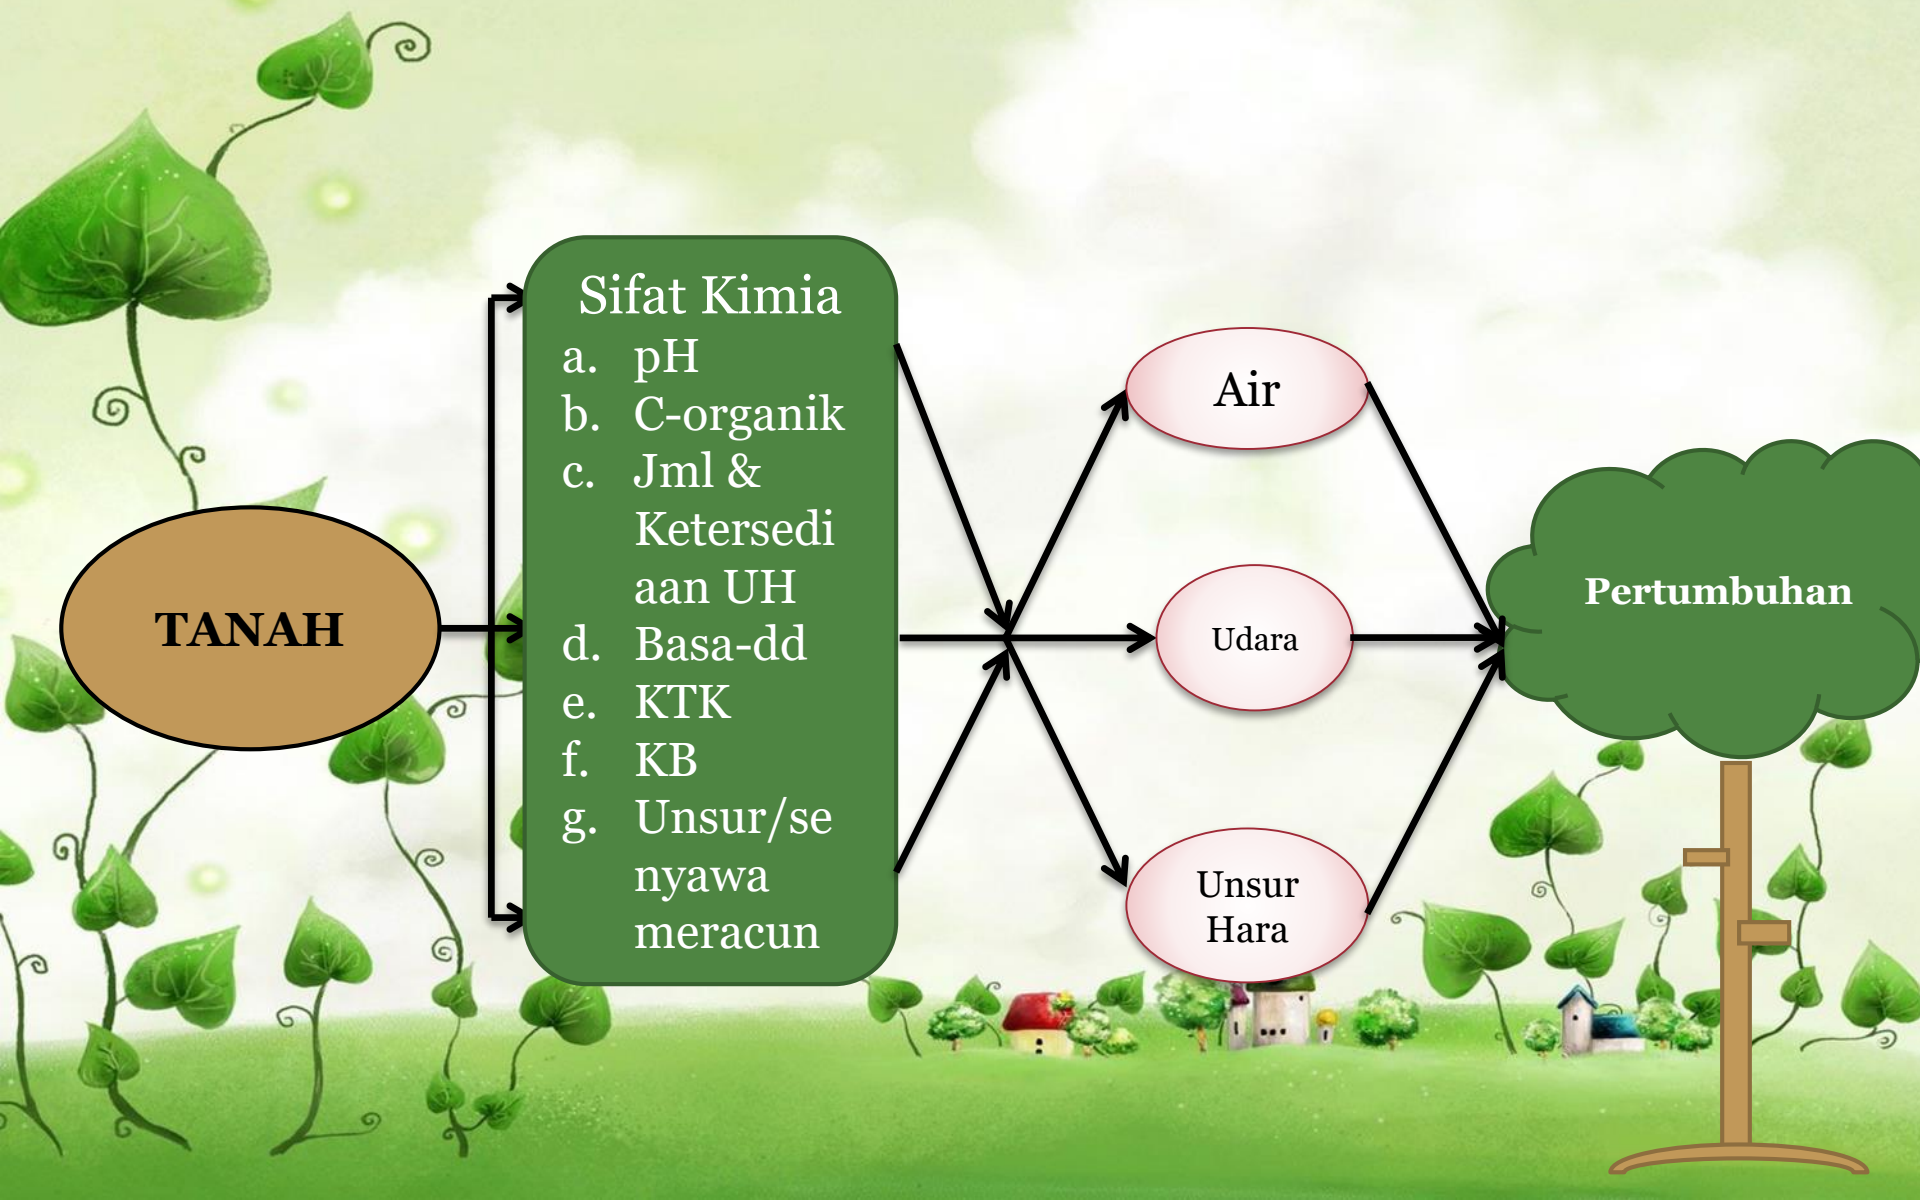 TANAH
Sifat Kimia
a. pH
b. C-organik
c. Jml &
Ketersedi
aan UH
d. Basa-dd
e. KTK
f. KB
g. Unsur/se
nyawa
meracun
Air
Udara
Unsur
Hara
Pertumbuhan